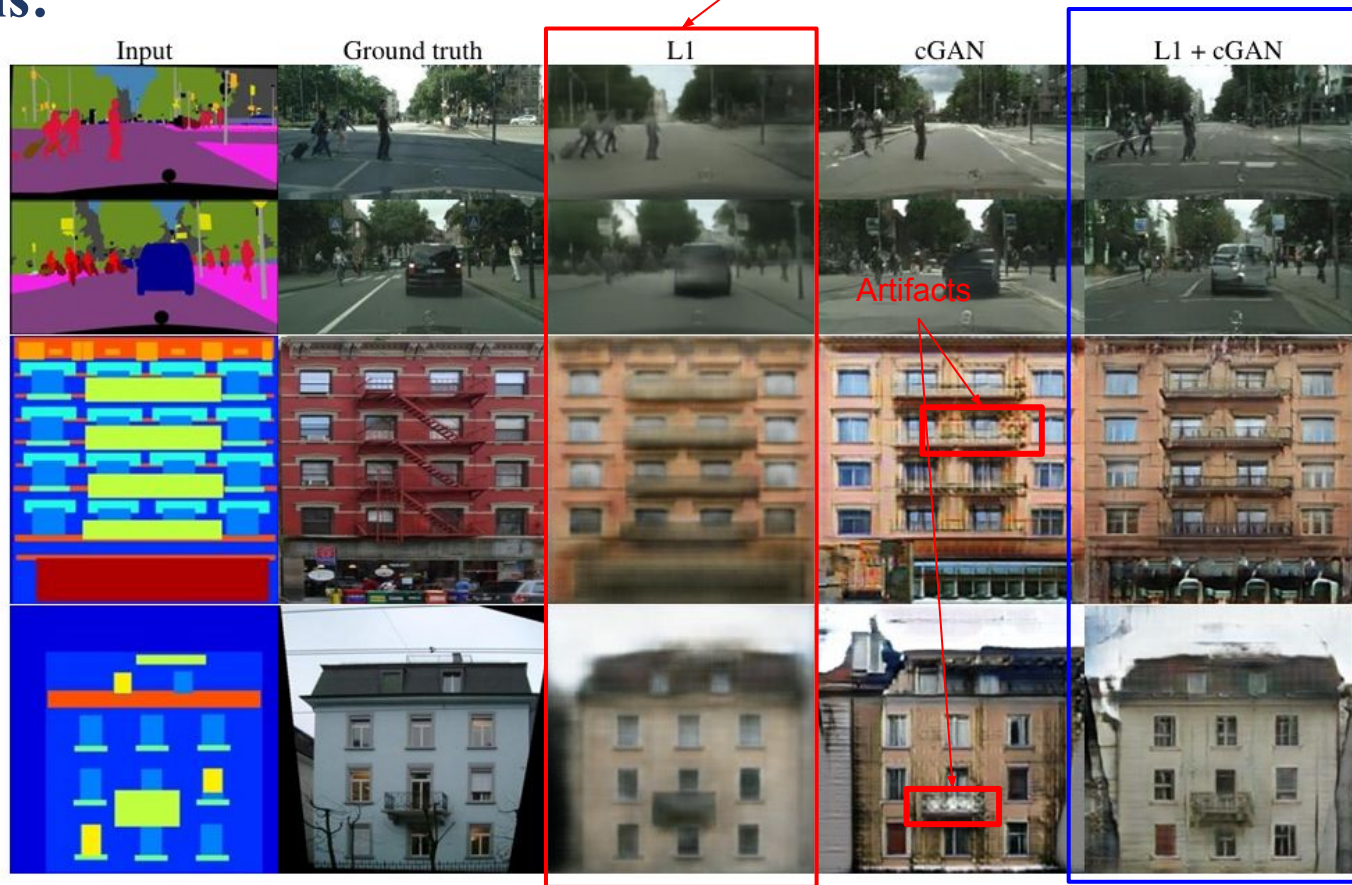 Input
Ground truth
L1
cGAN
L1 + cGAN
Artifacts